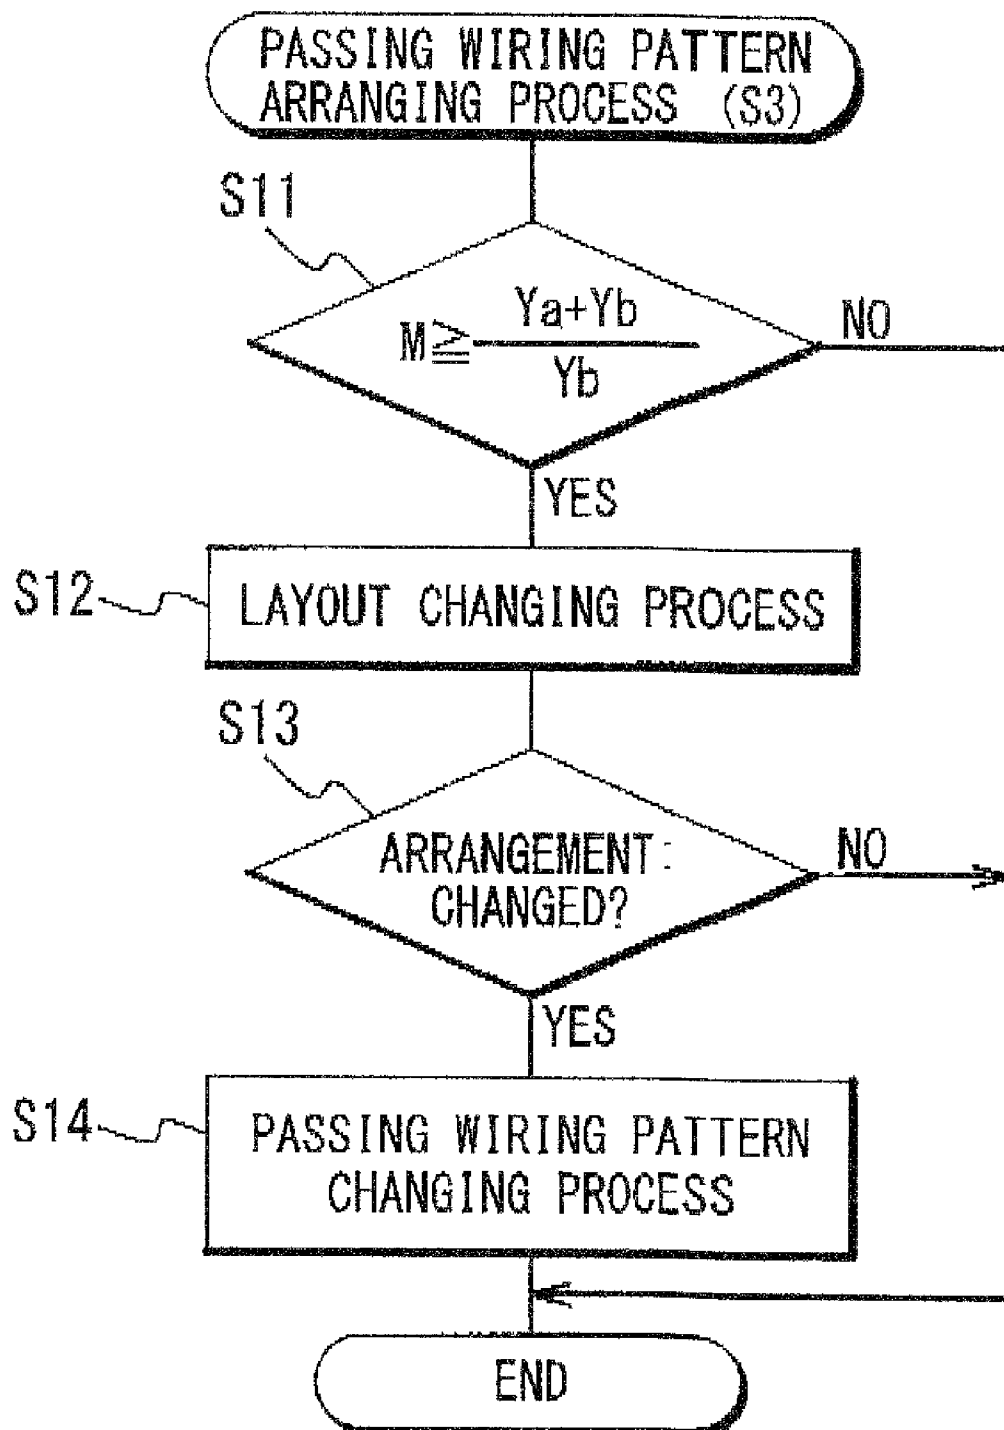 PASSING WIRING PATTERN
ARRANGING PROCESS (S3)
S11
M≧
Ya+Yb
Yb
NO
YES
S12
LAYOUT CHANGING PROCESS
S13
ARRANGEMENT
CHANGED?
NO
YES
S14
PASSING WIRING PATTERN
CHANGING PROCESS
END